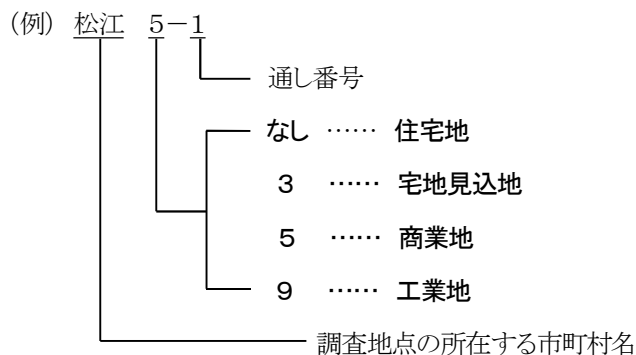 (例) 松江 5-1
通し番号
なし …… 住宅地
3 …… 宅地見込地
5 …… 商業地
9 …… 工業地
調査地点の所在する市町村名